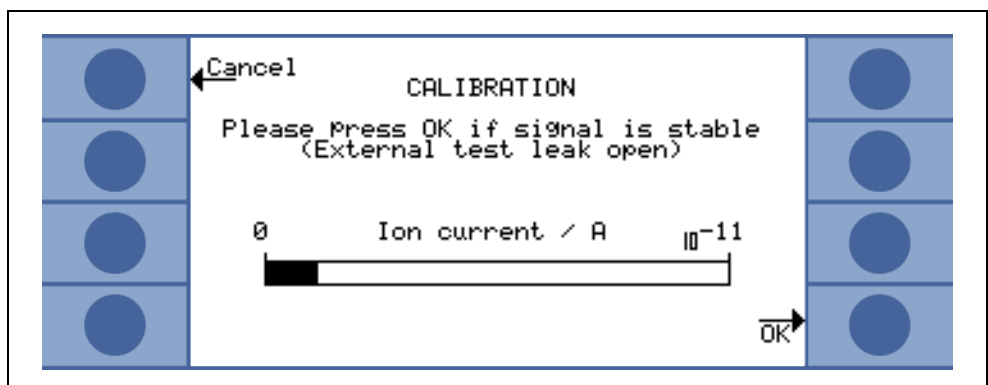 Cancel
CALIBRATION
Please press OK if signal is stable
(External test leak open)
0 Ion current / A 10⁻¹¹
OK